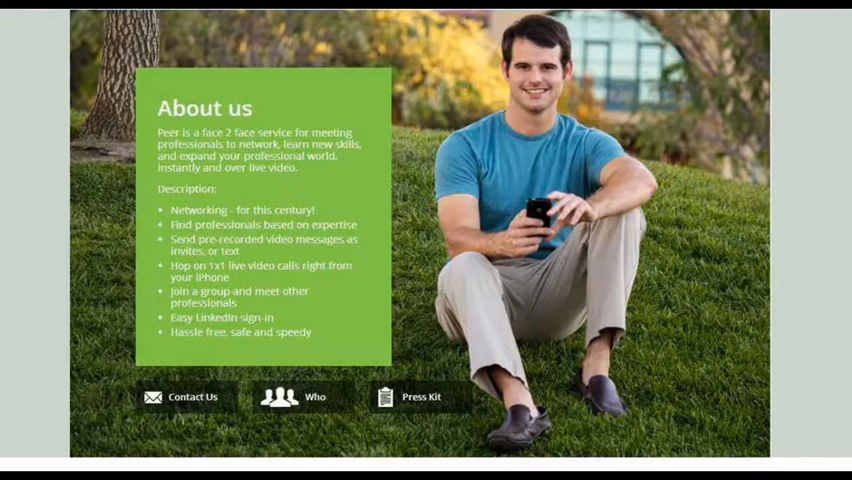 About us
Peer is a face 2 face service for meeting
professionals to network, learn new skills,
and expand your professional world,
instantly and over live video.
Description:
• Networking - for this century!
• Find professionals based on expertise
• Send pre-recorded video messages as
invites, or text
• Hop on 1x1 live video calls right from
your iPhone
• Join a group and meet other
professionals
• Easy LinkedIn sign-in
• Hassle free, safe and speedy
Contact Us
Who
Press Kit